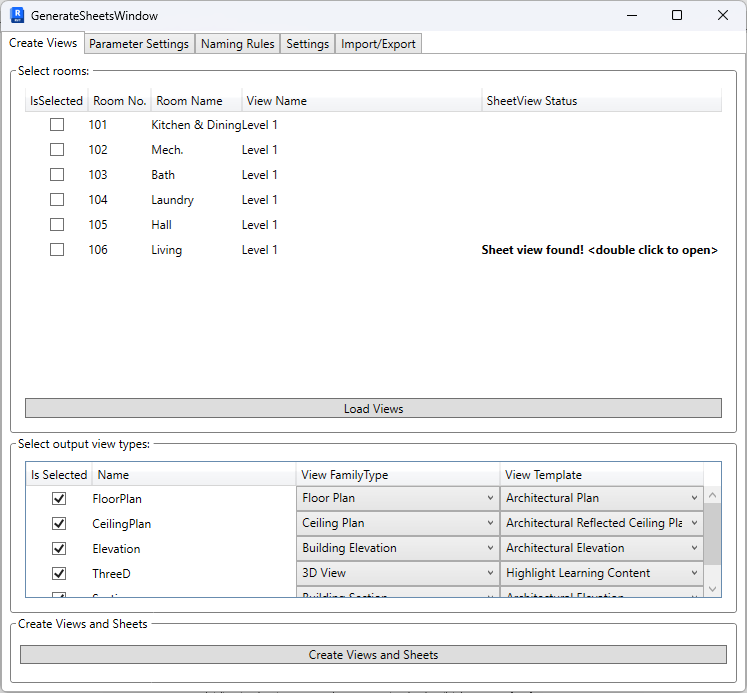 GenerateSheetsWindow
Create Views Parameter Settings Naming Rules Settings Import/Export
Select rooms:
IsSelected Room No. Room Name View Name SheetView Status
101 Kitchen & Dining Level 1
102 Mech. Level 1
103 Bath Level 1
104 Laundry Level 1
105 Hall Level 1
106 Living Level 1 Sheet view found! <double click to open>
Load Views
Select output view types:
Is Selected Name View FamilyType View Template
FloorPlan Floor Plan Architectural Plan
CeilingPlan Ceiling Plan Architectural Reflected Ceiling Pla
Elevation Building Elevation Architectural Elevation
ThreeD 3D View Highlight Learning Content
Building Section Architectural Elevation
Create Views and Sheets
Create Views and Sheets